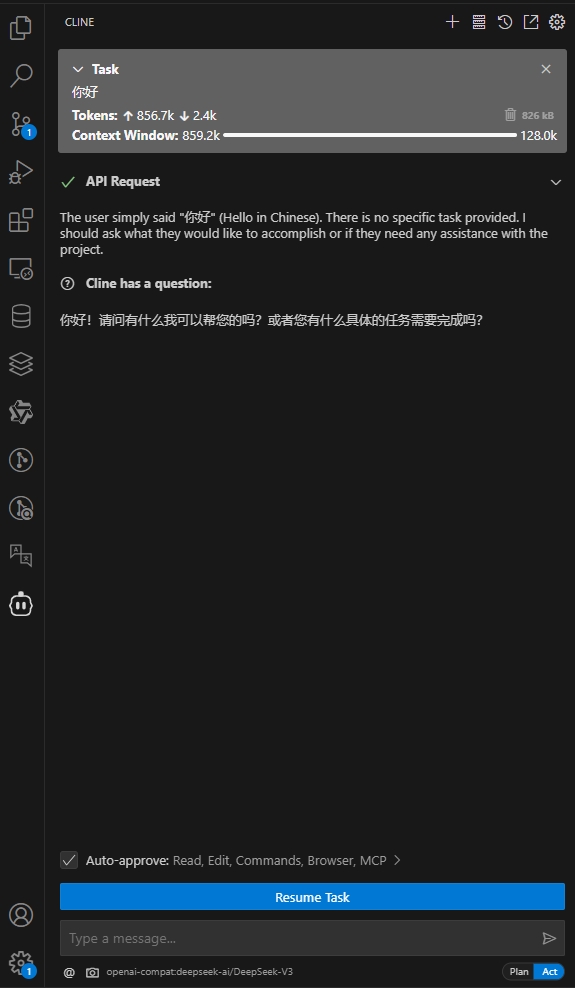 CLINE
Task
你好
Tokens: ↑ 856.7k ↓ 2.4k 826 kB
Context Window: 859.2k 128.0k
API Request
The user simply said "你好" (Hello in Chinese). There is no specific task provided. I
should ask what they would like to accomplish or if they need any assistance with the
project.
Cline has a question:
你好！请问有什么我可以帮您的吗？或者您有什么具体的任务需要完成吗？
1
Auto-approve: Read, Edit, Commands, Browser, MCP
Resume Task
Type a message...
1
@ openai-compat:deepseek-ai/DeepSeek-V3 Plan Act